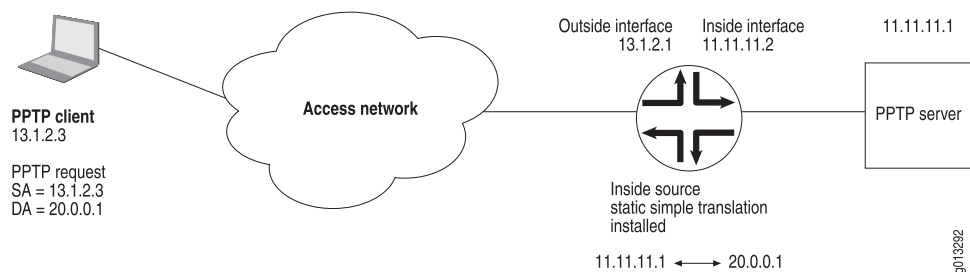 Outside interface
13.1.2.1
Inside interface
11.11.11.2
11.11.11.1
Access network
PPTP server
PPTP client
13.1.2.3
PPTP request
SA = 13.1.2.3
DA = 20.0.0.1
Inside source
static simple translation
installed
11.11.11.1 ⟷ 20.0.0.1
g013292